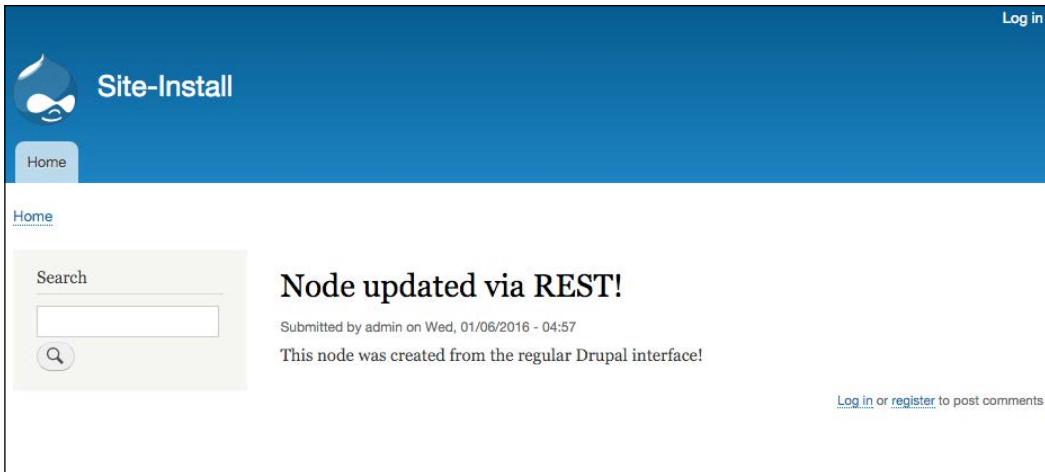 Log in
Site-Install
Home
Home
Search
Node updated via REST!
Submitted by admin on Wed, 01/06/2016 - 04:57
This node was created from the regular Drupal interface!
Log in or register to post comments